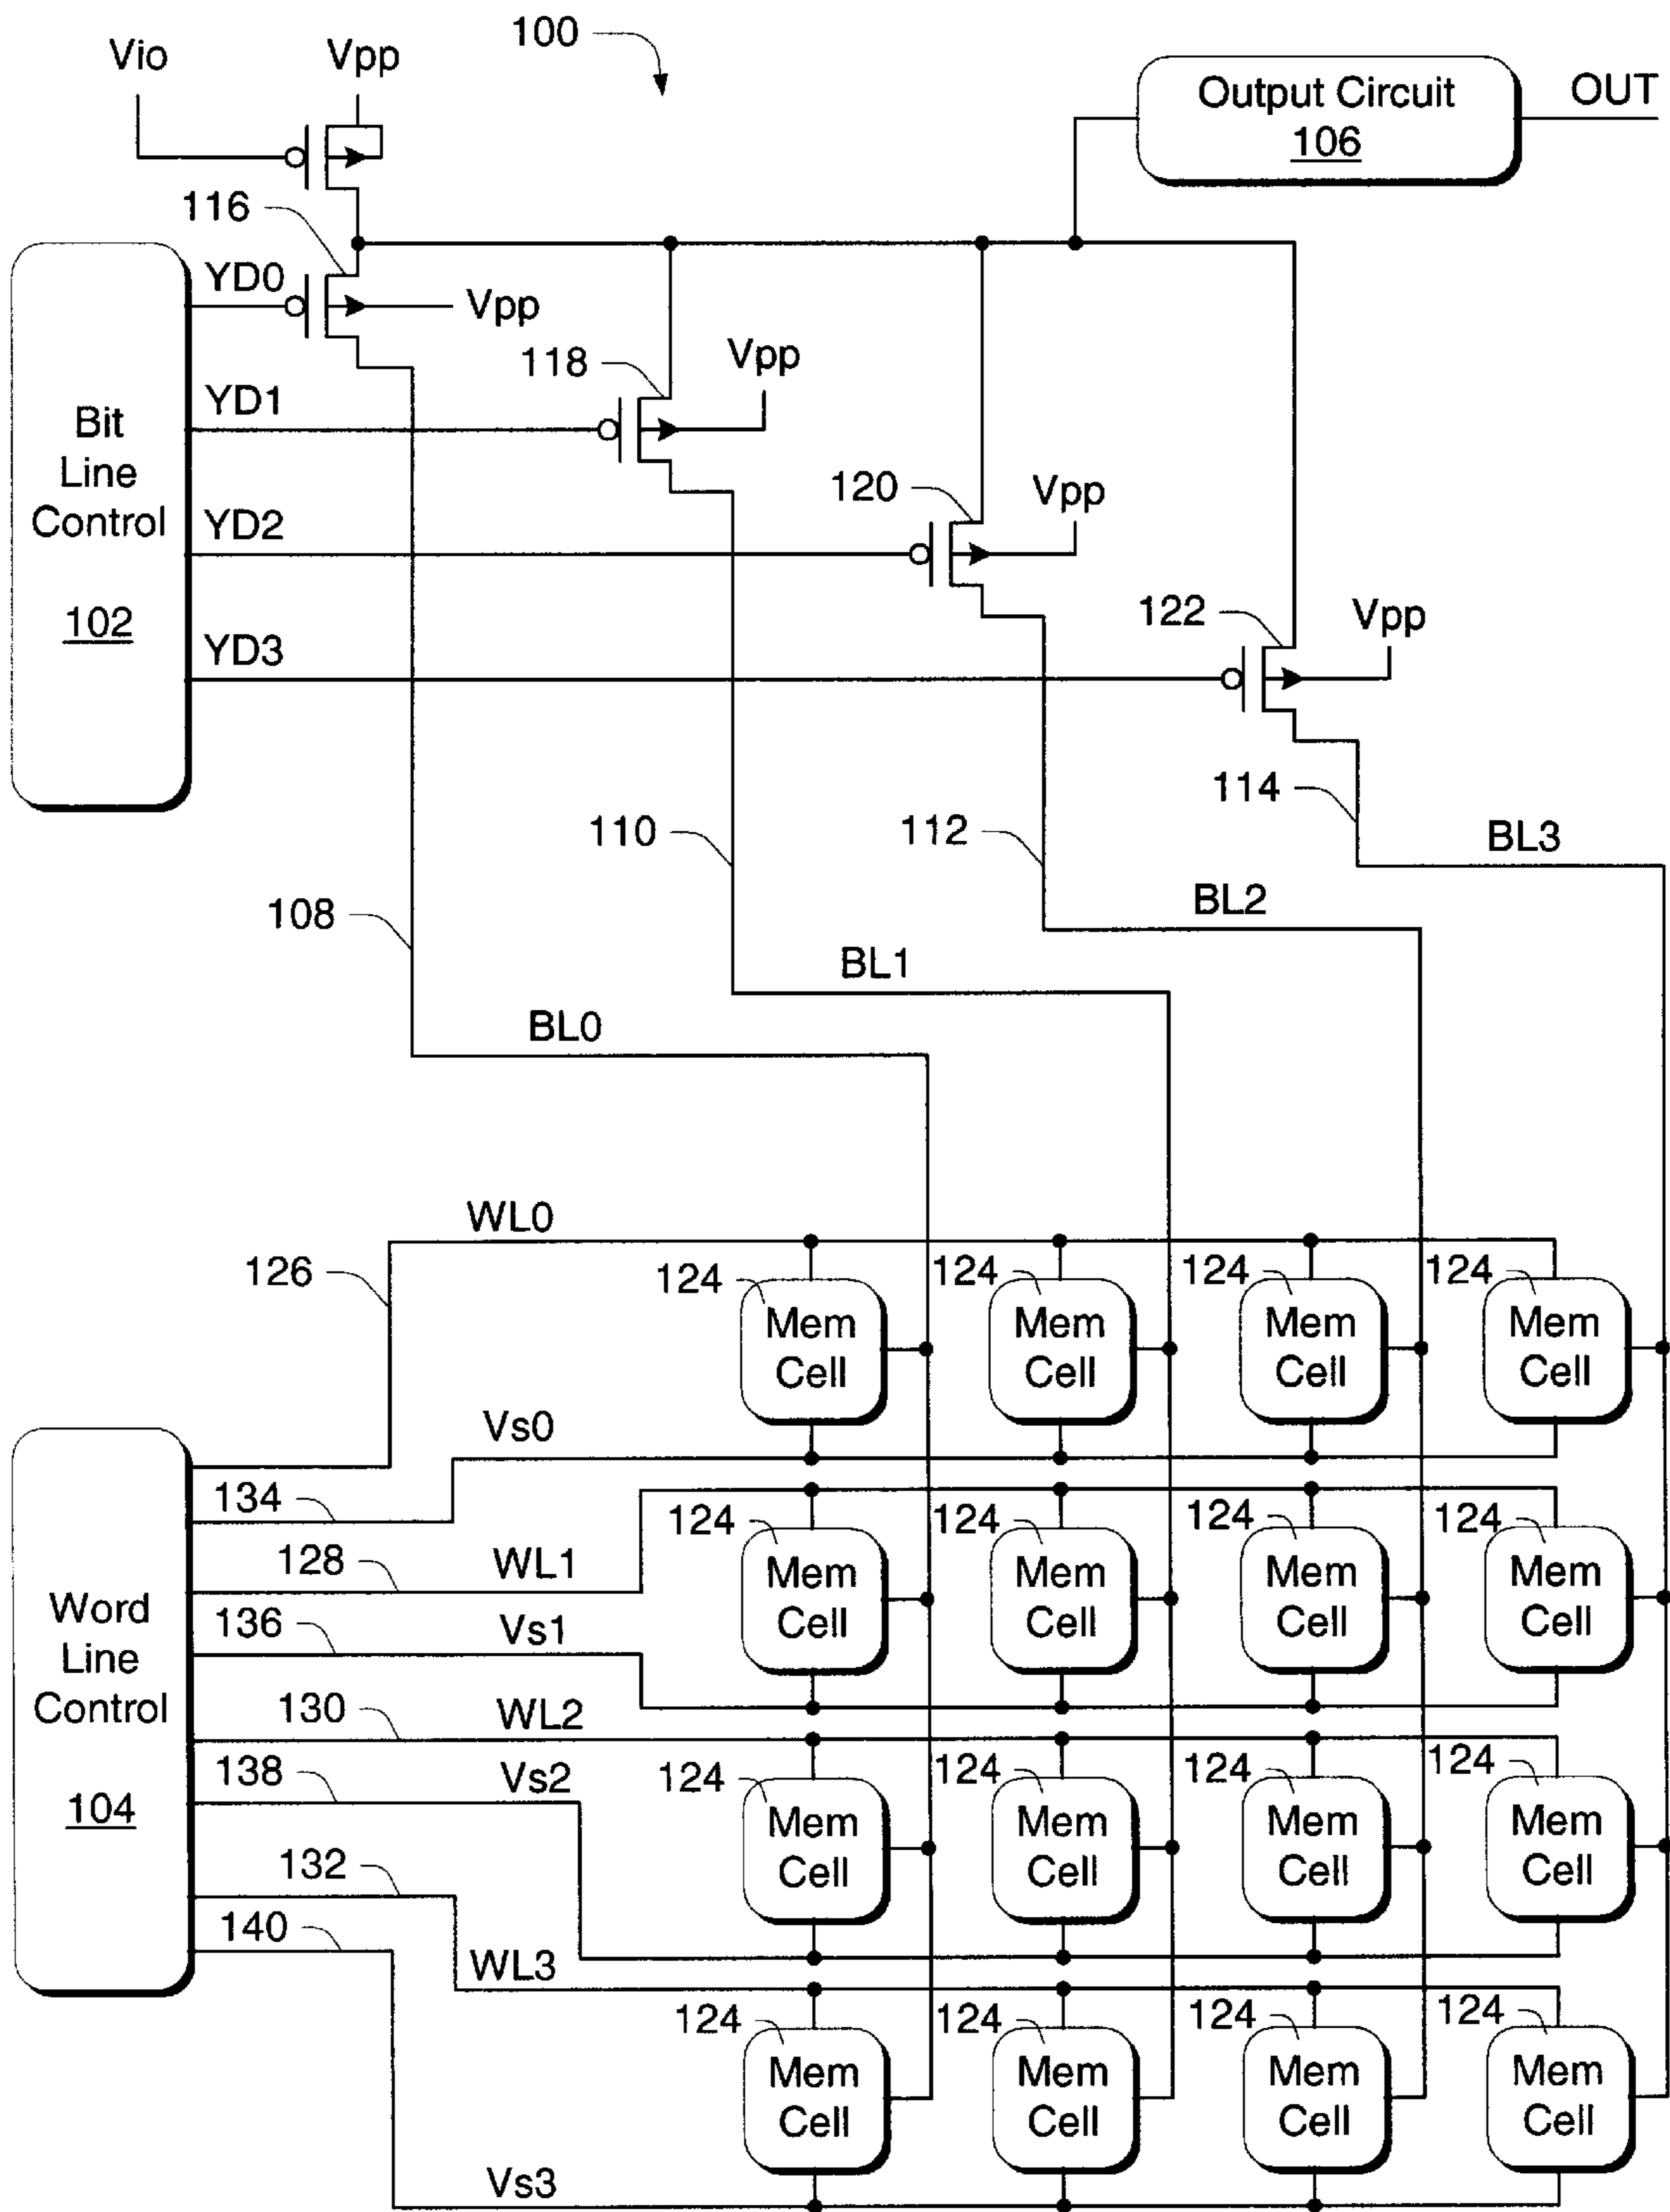 100
Vio
Vpp
Output Circuit
106
OUT
116
YD0
Vpp
118
Vpp
YD1
Bit
Line
Control
102
120
Vpp
YD2
122
Vpp
YD3
114
110
112
BL3
108
BL2
BL1
BL0
WL0
126
124
124
124
124
Mem
Cell
Mem
Cell
Mem
Cell
Mem
Cell
Vs0
134
124
124
124
124
128
WL1
Mem
Cell
Mem
Cell
Mem
Cell
Mem
Cell
Word
Line
Control
104
136
Vs1
130
WL2
138
Vs2
124
124
124
124
Mem
Cell
Mem
Cell
Mem
Cell
Mem
Cell
132
140
WL3
124
124
124
124
Mem
Cell
Mem
Cell
Mem
Cell
Mem
Cell
Vs3